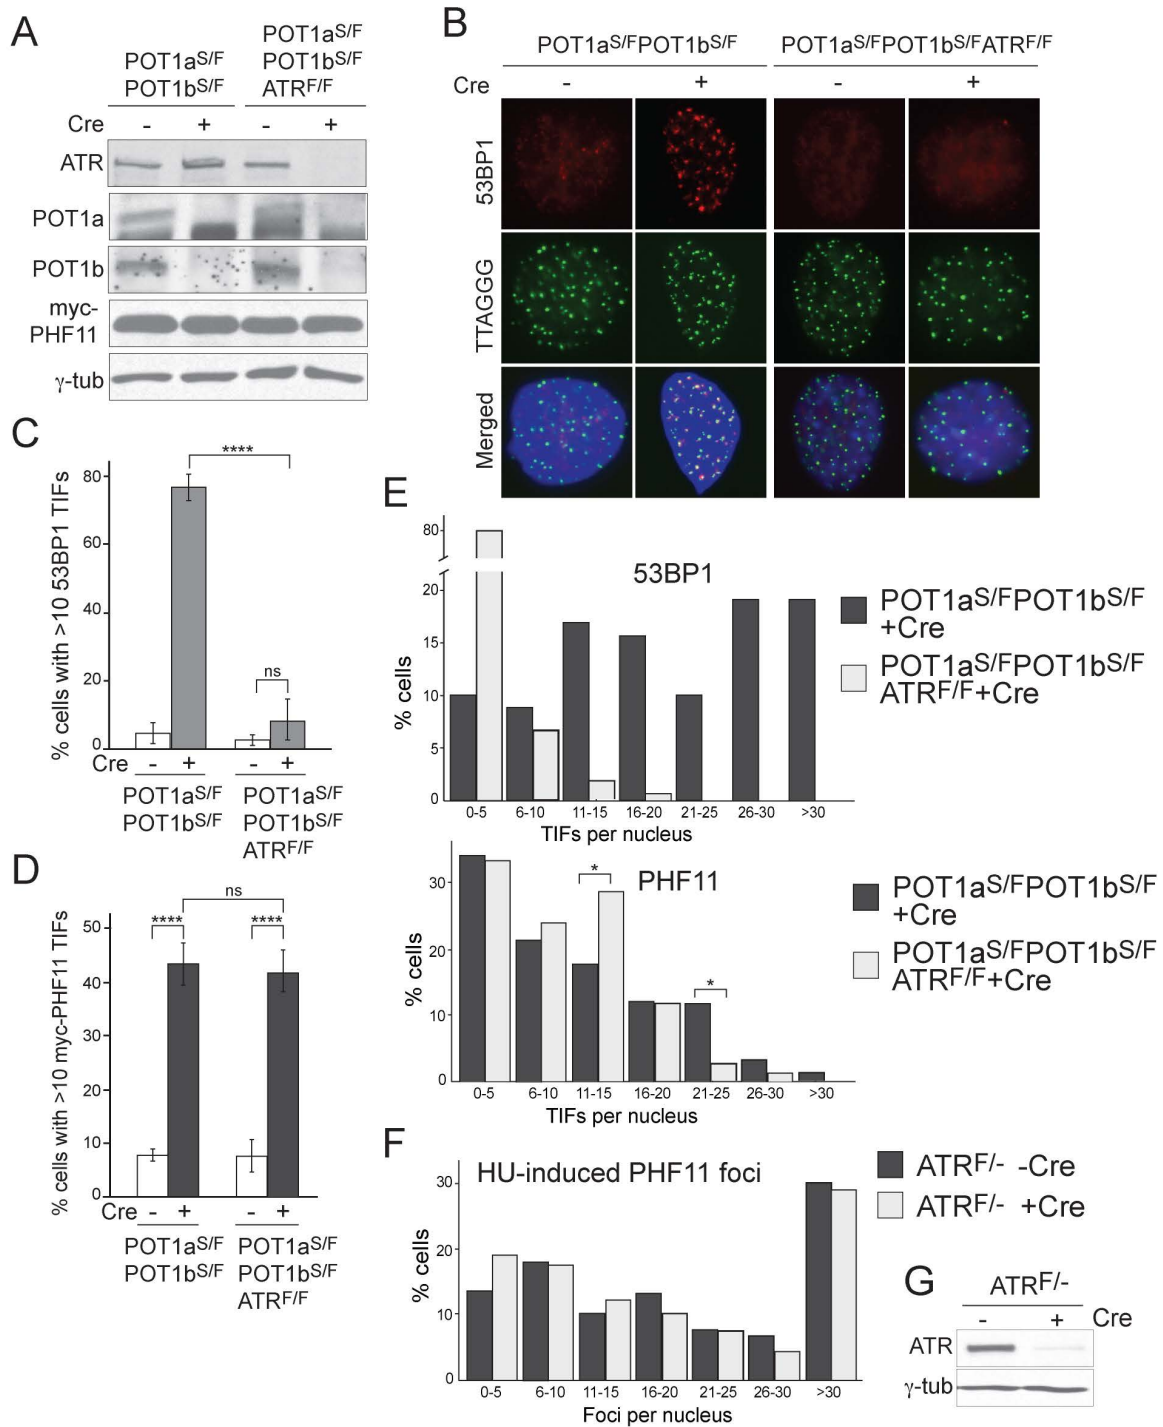 A
POT1aS/F
POT1bS/F
POT1aS/F
POT1bS/F
ATRF/F
Cre - + - +
ATR
POT1a
POT1b
myc-
PHF11
γ-tub
B
POT1aS/FPOT1bS/F POT1aS/FPOT1bS/FATRF/F
Cre - + - +
53BP1
TTAGGG
Merged
C
% cells with >10 53BP1 TIFs
80
60
40
20
0
****
ns
Cre - + - +
POT1aS/F
POT1bS/F
POT1aS/F
POT1bS/F
ATRF/F
D
% cells with >10 myc-PHF11 TIFs
50
40
30
20
10
0
ns
**** ****
Cre - + - +
POT1aS/F
POT1bS/F
POT1aS/F
POT1bS/F
ATRF/F
E
53BP1
% cells
80
20
15
10
5
0
0-5 6-10 11-15 16-20 21-25 26-30 >30
TIFs per nucleus
POT1aS/FPOT1bS/F
+Cre
POT1aS/FPOT1bS/F
ATRF/F+Cre
PHF11
% cells
30
20
10
0
*
*
0-5 6-10 11-15 16-20 21-25 26-30 >30
TIFs per nucleus
POT1aS/FPOT1bS/F
+Cre
POT1aS/FPOT1bS/F
ATRF/F+Cre
F
HU-induced PHF11 foci
% cells
30
20
10
0
0-5 6-10 11-15 16-20 21-25 26-30 >30
Foci per nucleus
ATRF/- -Cre
ATRF/- +Cre
G
ATRF/-
- + Cre
ATR
γ-tub